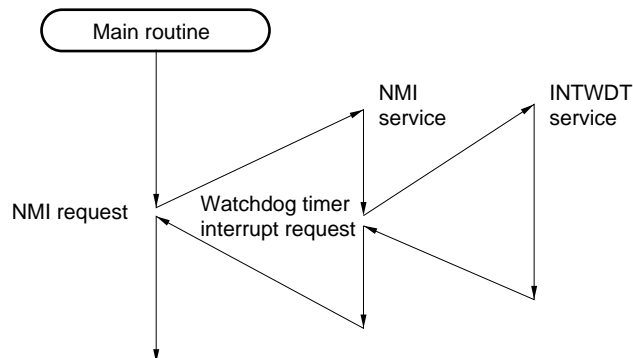 Main routine
NMI
service
INTWDT
service
NMI request
Watchdog timer
interrupt request